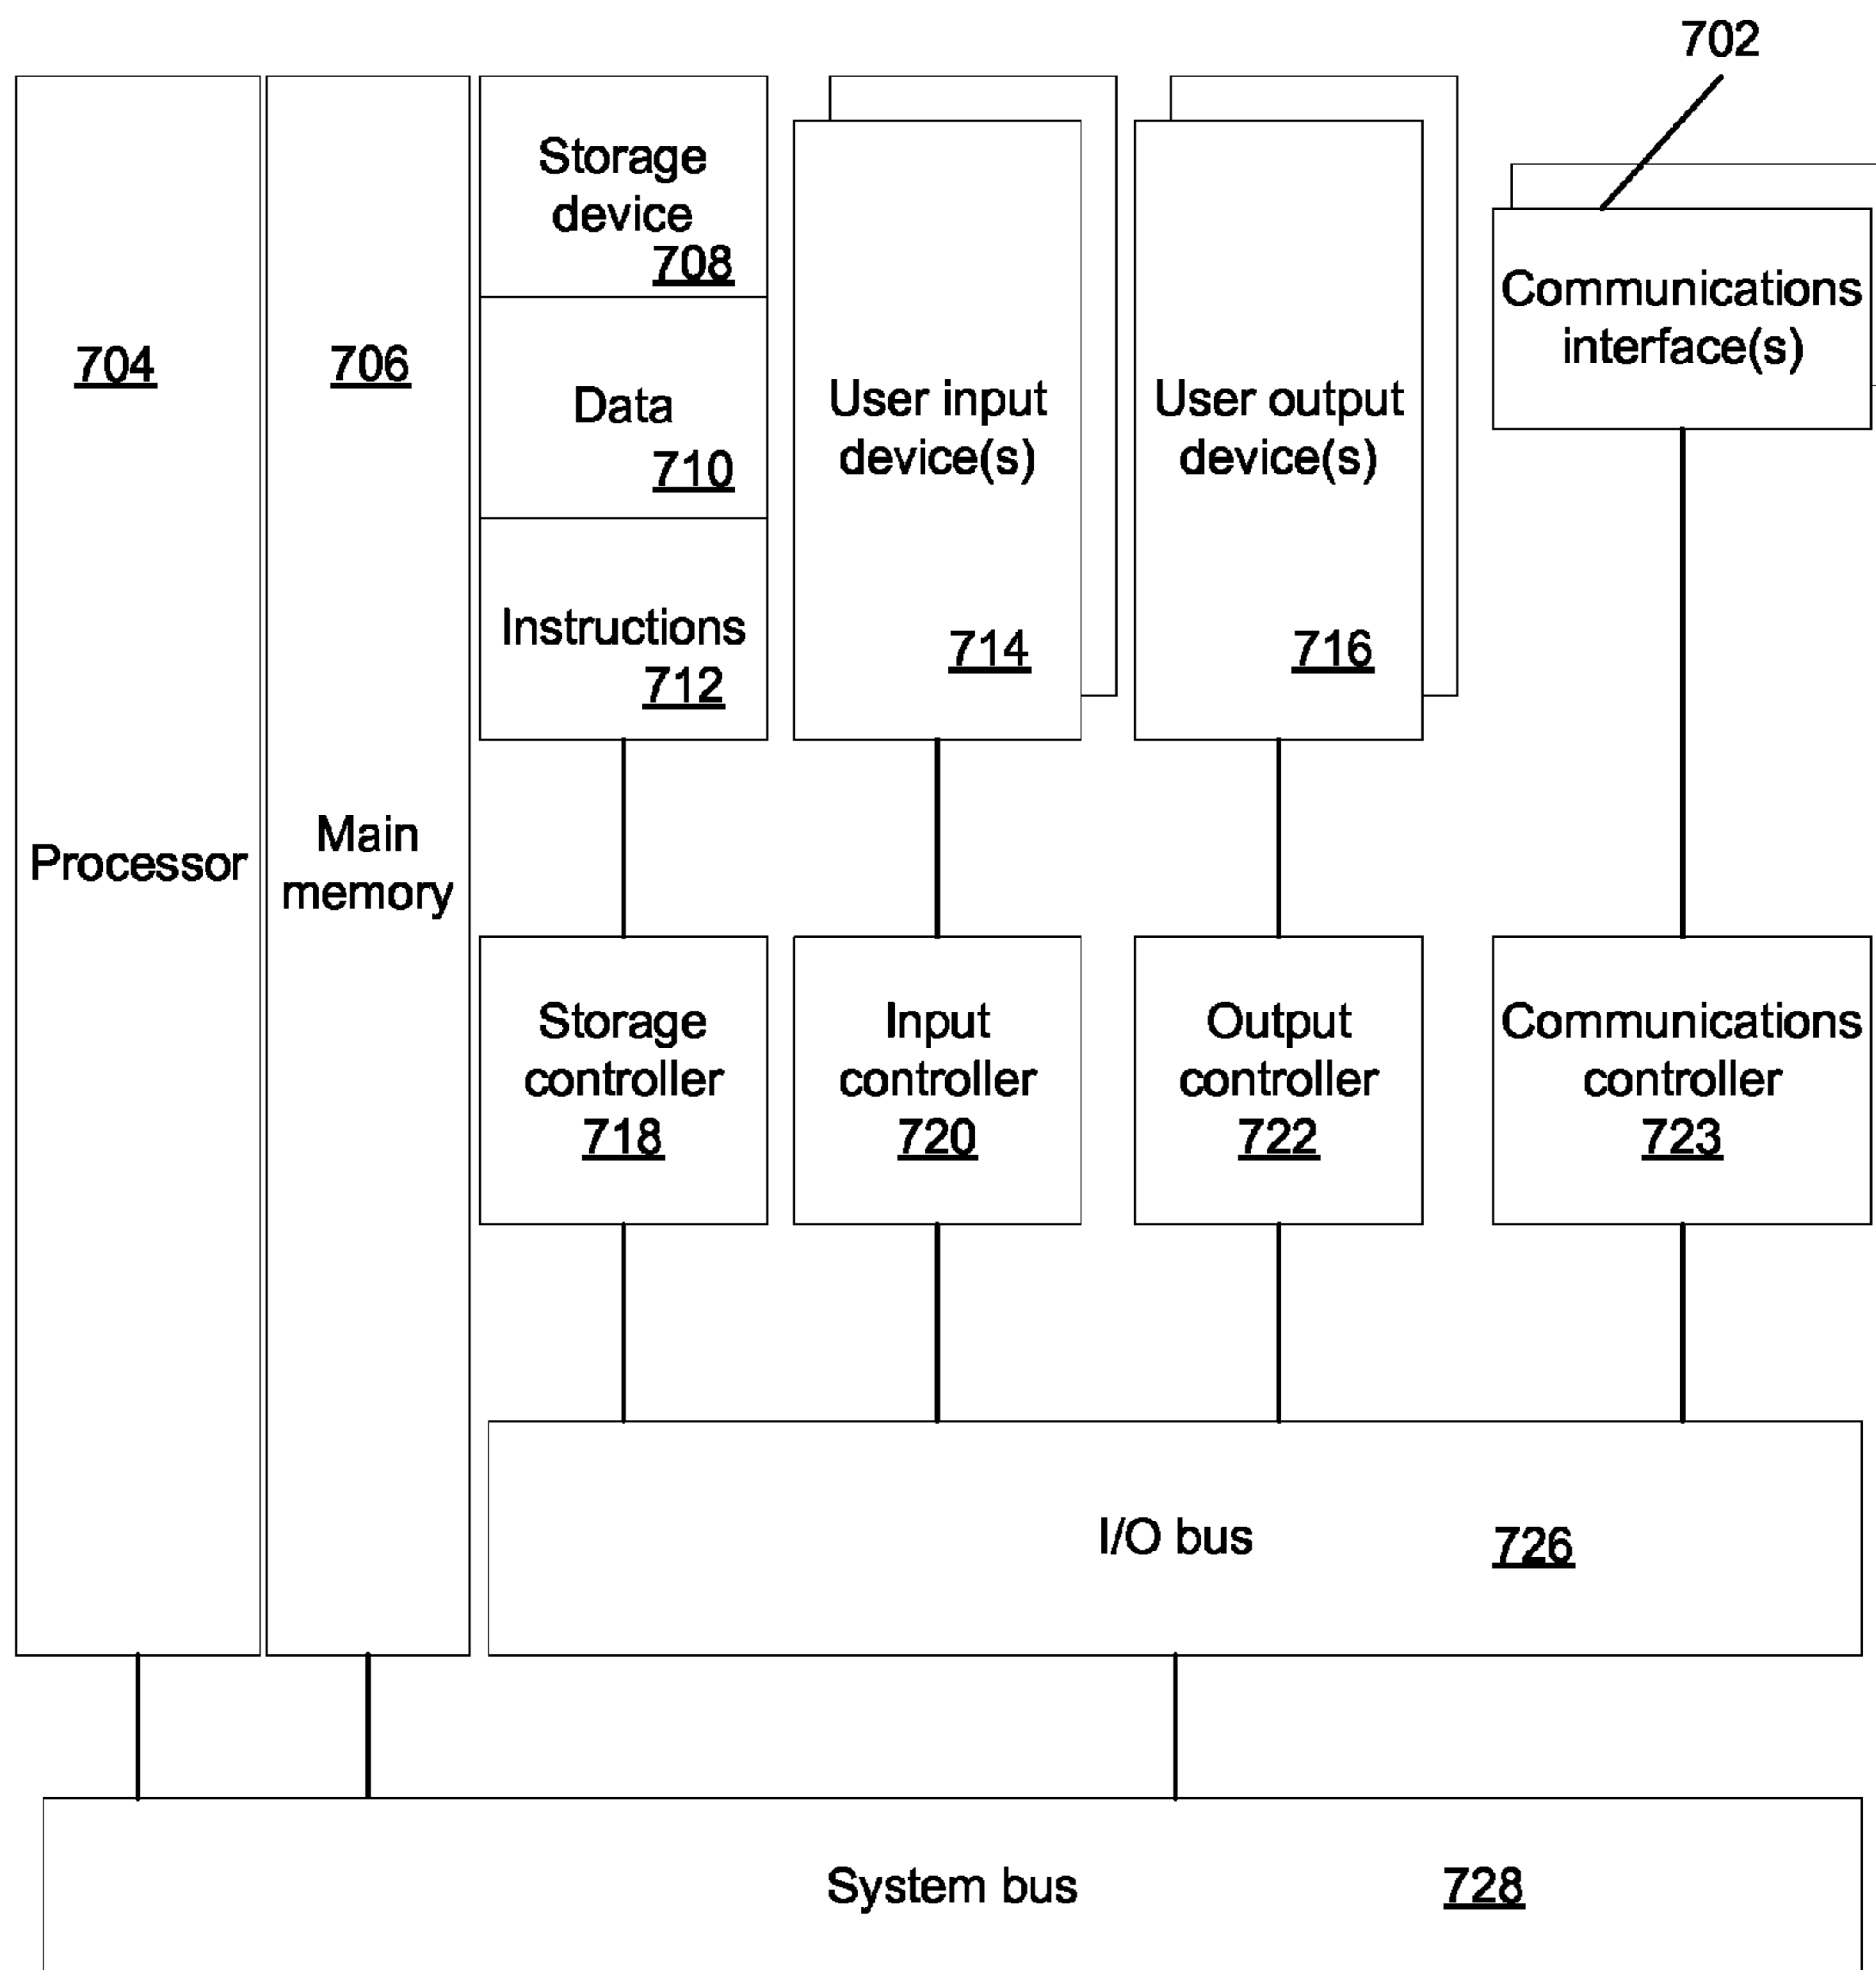 702
Storage
device
708
Communications
interface(s)
704
706
Data
710
User input
device(s)
User output
device(s)
Instructions
712
714
716
Processor
Main
memory
Storage
controller
718
Input
controller
720
Output
controller
722
Communications
controller
723
I/O bus
726
System bus
728